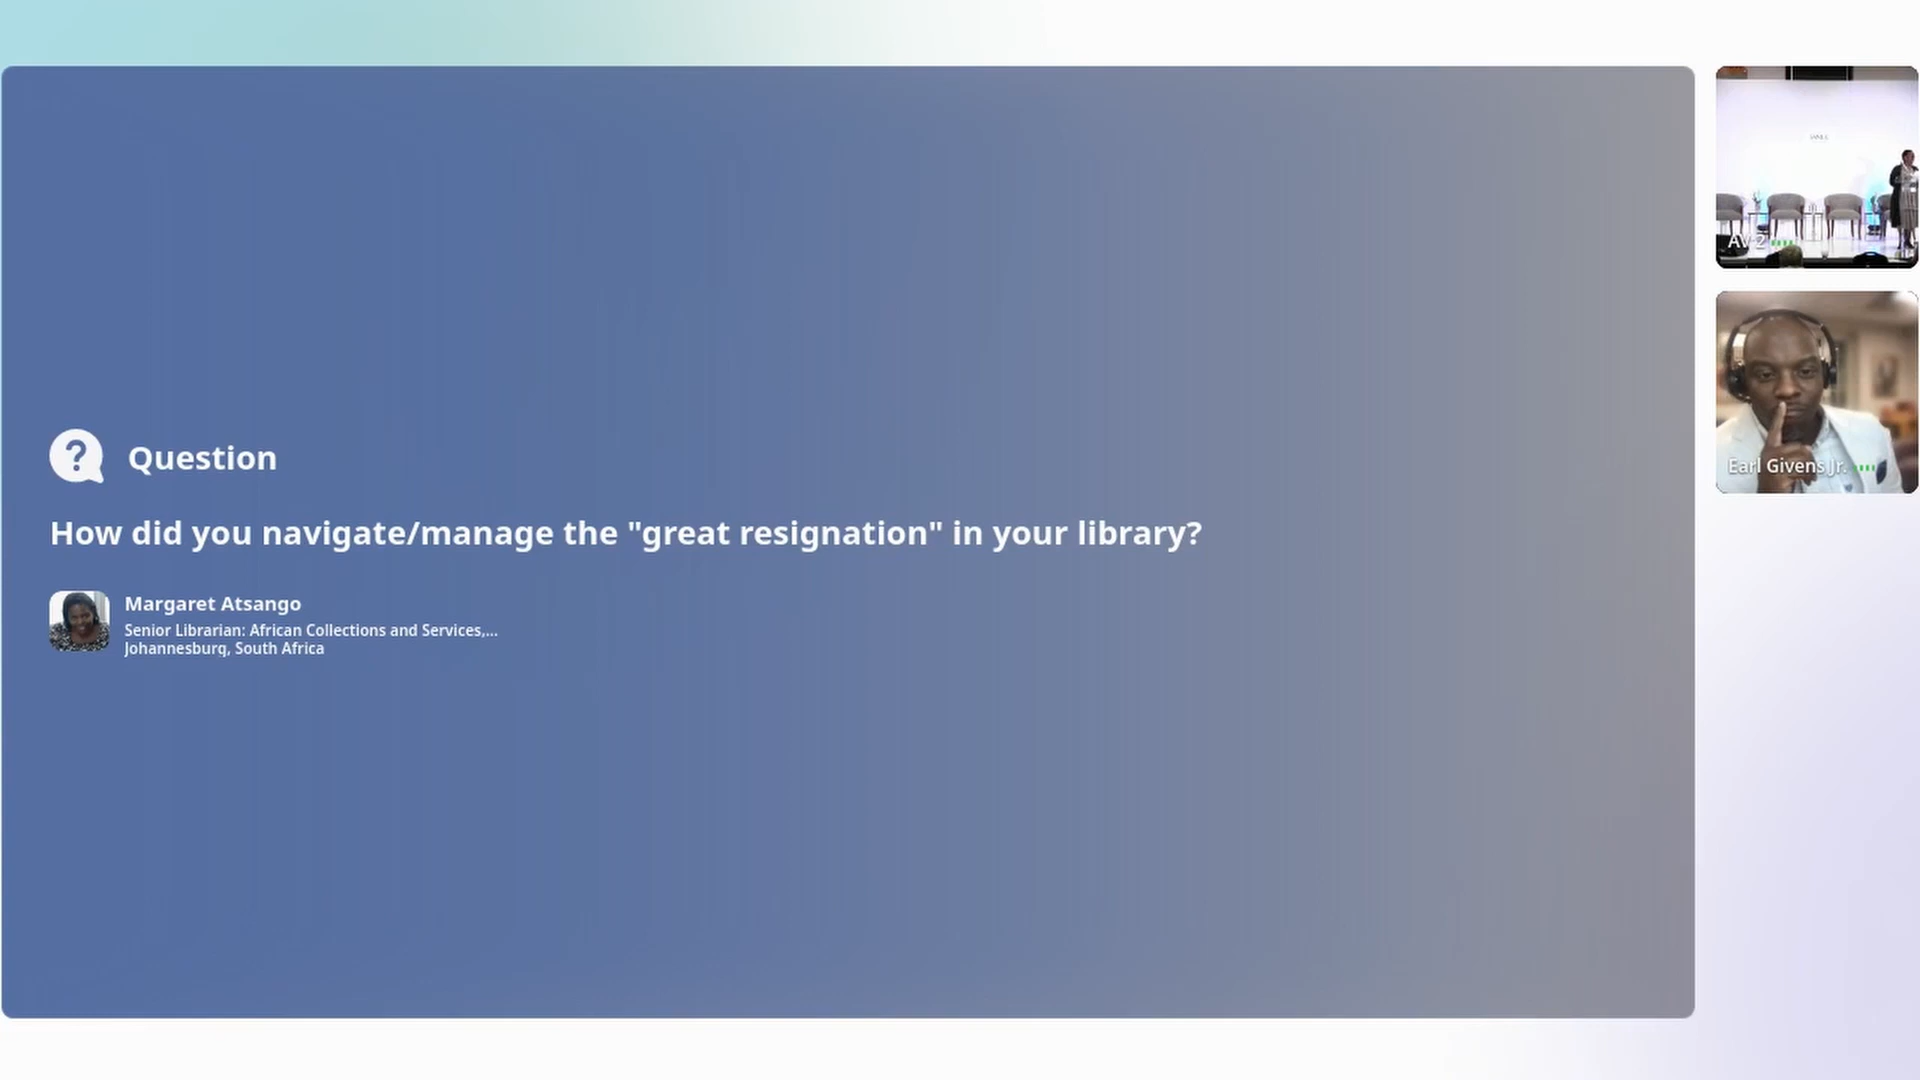 Question
How did you navigate/manage the "great resignation" in your library?
Margaret Atsango
Senior Librarian: African Collections and Services,...
Johannesburg, South Africa
AV 2
Earl Givens Jr.